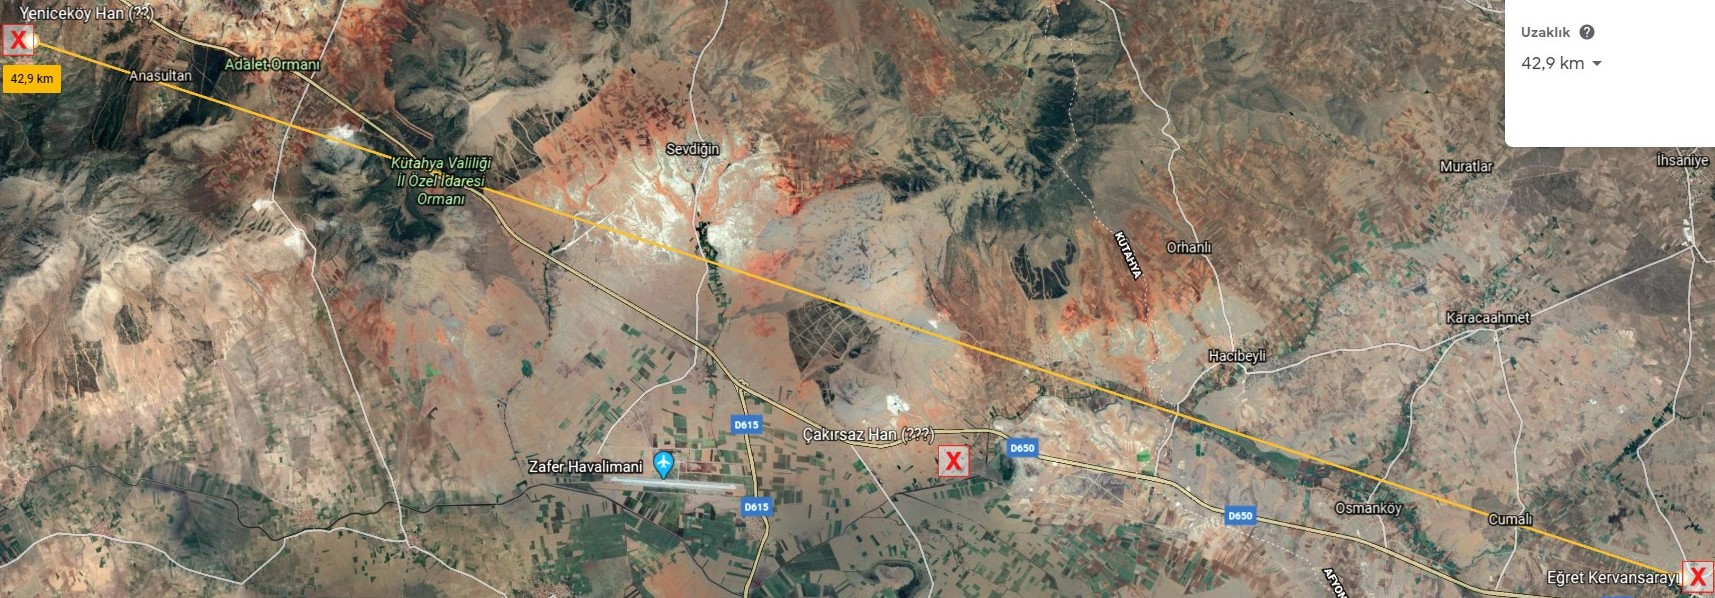 Yeniceköy Han (??)
X
42,9 km
Anasultan
Adalet Ormanı
Kütahya Valiliği
İl Özel İdaresi
Ormanı
Sevdiğin
Uzaklık ?
42,9 km
Muratlar
İhsaniye
KÜTAHYA
Orhanlı
Karacaahmet
Hacıbeyli
D615
Çakırsaz Han (???)
X
D650
Zafer Havalimanı
D615
D650
Osmanköy
Cumalı
Eğret Kervansarayı
X
AFYON